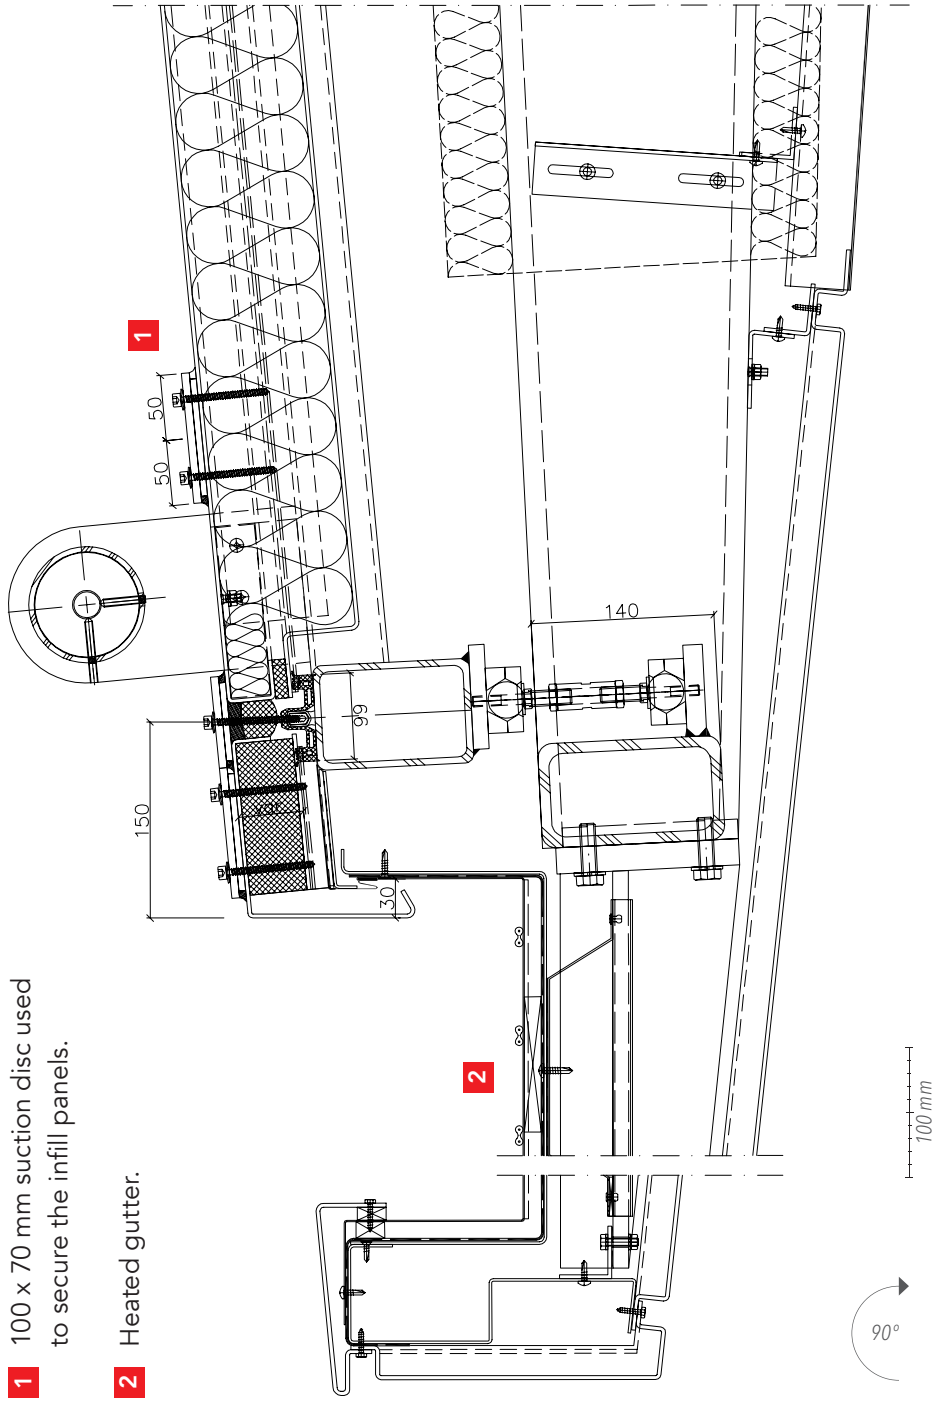 1 100 x 70 mm suction disc used
to secure the infill panels.
2 Heated gutter.
1
50
50
150
99
140
30
2
100 mm
90º